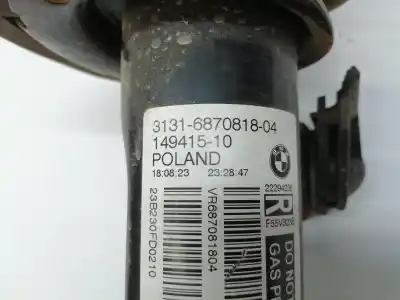 3131-6870818-04
149415-10
POLAND
18:08:23 23:28:47
23B230FD0210
VR687081804
R
DO NO
GAS P